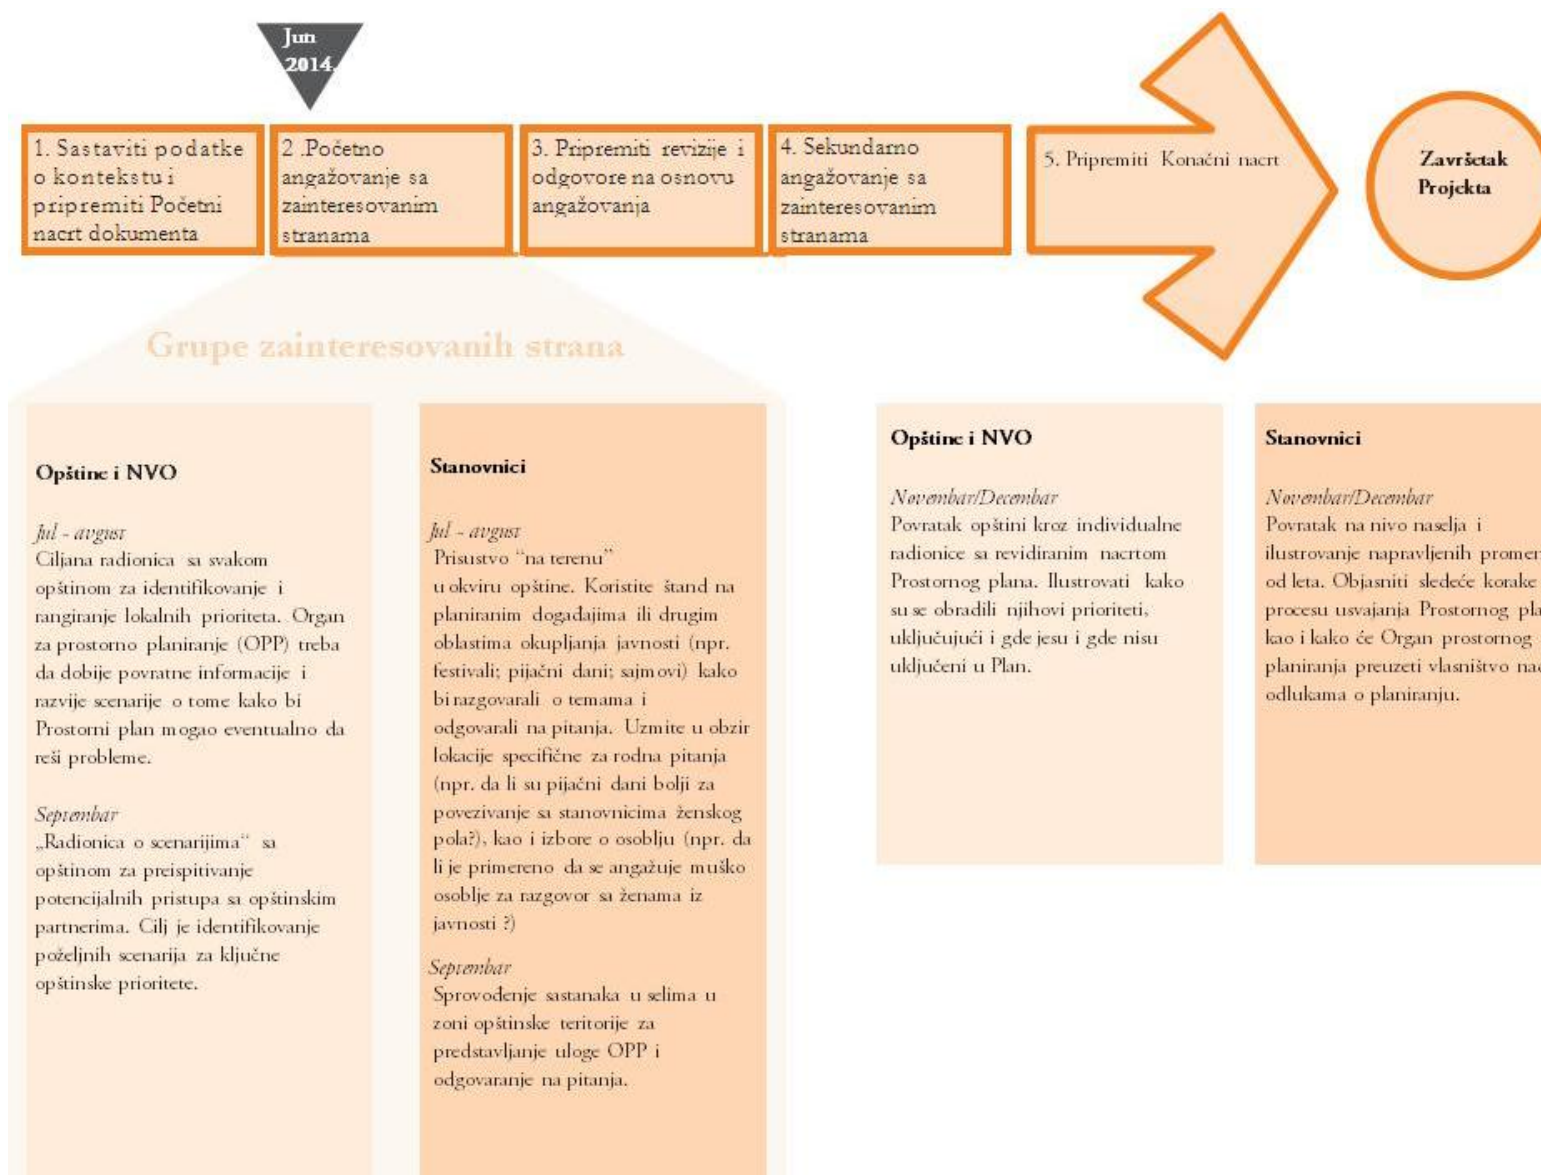 Jun
2014.
1. Sastaviti podatke
o kontekstu i
pripremiti Početni
nacrt dokumenta
2 .Početno
angažovanje sa
zainteresovanim
stranama
3. Pripremiti revizije i
odgovore na osnovu
angažovanja
4. Sekundarno
angažovanje sa
zainteresovanim
stranama
5. Pripremiti Konačni nacrt
Završetak
Projekta
Grupe zainteresovanih strana
Opštine i NVO
Jul - avgust
Ciljana radionica sa svakom
opštinom za identifikovanje i
rangiranje lokalnih prioriteta. Organ
za prostorno planiranje (OPP) treba
da dobije povratne informacije i
razvije scenarije o tome kako bi
Prostorni plan mogao eventualno da
reši probleme.
Septembar
„Radionica o scenarijima“ sa
opštinom za preispitivanje
potencijalnih pristupa sa opštinskim
partnerima. Cilj je identifikovanje
poželjnih scenarija za ključne
opštinske prioritete.
Stanovnici
Jul - avgust
Prisustvo “na terenu”
u okviru opštine. Koristite štand na
planiranim događajima ili drugim
oblastima okupljanja javnosti (npr.
festivali; pijačni dani; sajmovi) kako
bi razgovarali o temama i
odgovarali na pitanja. Uzmite u obzir
lokacije specifične za rodna pitanja
(npr. da li su pijačni dani bolji za
povezivanje sa stanovnicima ženskog
pola?), kao i izbore o osoblju (npr. da
li je primereno da se angažuje muško
osoblje za razgovor sa ženama iz
javnosti ?)
Septembar
Sprovođenje sastanaka u selima u
zoni opštinske teritorije za
predstavljanje uloge OPP i
odgovaranje na pitanja.
Opštine i NVO
Novembar/Decembar
Povratak opštini kroz individualne
radionice sa revidiranim nacrtom
Prostornog plana. Ilustrovati kako
su se obradili njihovi prioriteti,
uključujući i gde jesu i gde nisu
uključeni u Plan.
Stanovnici
Novembar/Decembar
Povratak na nivo naselja i
ilustrovanje napravljenih
od leta. Objasniti sledeće korake
procesu usvajanja Prostornog
kao i kako će Organ prostornog
planiranja preuzeti vlasništvo
odlukama o planiranju.